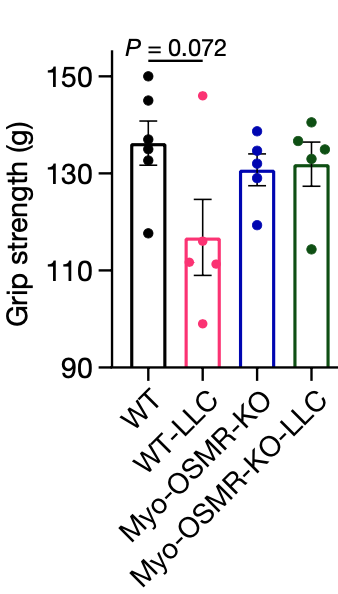 P = 0.072
Grip strength (g)
150
130
110
90
WT
WT-LLC
Myo-OSMR-KO
Myo-OSMR-KO-LLC